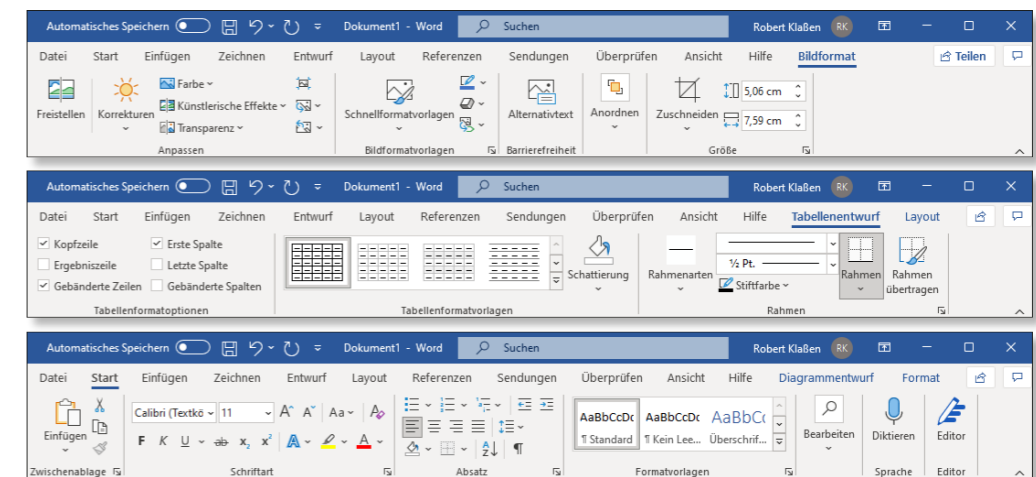 Automatisches Speichern Dokument1 - Word Suchen Robert Klaßen RK
Datei Start Einfügen Zeichnen Entwurf Layout Referenzen Sendungen Überprüfen Ansicht Hilfe Bildformat Teilen
Freistellen Korrekturen Farbe Künstlerische Effekte Transparenz Schnellformatvorlagen Alternativtext Anordnen Zuschneiden 5,06 cm 7,59 cm
Anpassen Bildformatvorlagen Barrierefreiheit Größe
Automatisches Speichern Dokument1 - Word Suchen Robert Klaßen RK
Datei Start Einfügen Zeichnen Entwurf Layout Referenzen Sendungen Überprüfen Ansicht Hilfe Tabellenentwurf Layout
Kopfzeile Erste Spalte
Ergebniszeile Letzte Spalte Schattierung Rahmenarten ½ Pt. Rahmen Rahmen übertragen
Gebänderte Zeilen Gebänderte Spalten Stiftfarbe
Tabellenformatoptionen Tabellenformatvorlagen Rahmen
Automatisches Speichern Dokument1 - Word Suchen Robert Klaßen RK
Datei Start Einfügen Zeichnen Entwurf Layout Referenzen Sendungen Überprüfen Ansicht Hilfe Diagrammentwurf Format
Calibri (Textkö 11 A^ A˅ Aa A AaBbCcDc AaBbCcDc AaBbCc
Einfügen F K U ab x₂ x² A A ¶ Standard ¶ Kein Lee... Überschrif... Bearbeiten Diktieren Editor
Zwischenablage Schriftart Absatz Formatvorlagen Sprache Editor